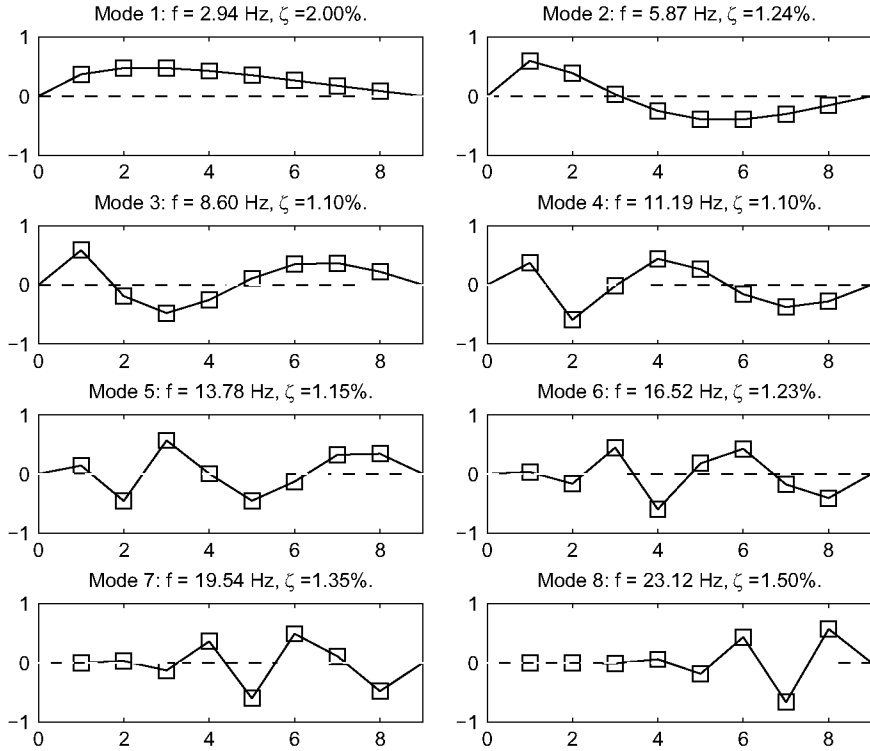 Mode 1: f = 2.94 Hz, ζ =2.00%.
1
0
−1
0 2 4 6 8
Mode 2: f = 5.87 Hz, ζ =1.24%.
1
0
−1
0 2 4 6 8
Mode 3: f = 8.60 Hz, ζ =1.10%.
1
0
−1
0 2 4 6 8
Mode 4: f = 11.19 Hz, ζ =1.10%.
1
0
−1
0 2 4 6 8
Mode 5: f = 13.78 Hz, ζ =1.15%.
1
0
−1
0 2 4 6 8
Mode 6: f = 16.52 Hz, ζ =1.23%.
1
0
−1
0 2 4 6 8
Mode 7: f = 19.54 Hz, ζ =1.35%.
1
0
−1
0 2 4 6 8
Mode 8: f = 23.12 Hz, ζ =1.50%.
1
0
−1
0 2 4 6 8